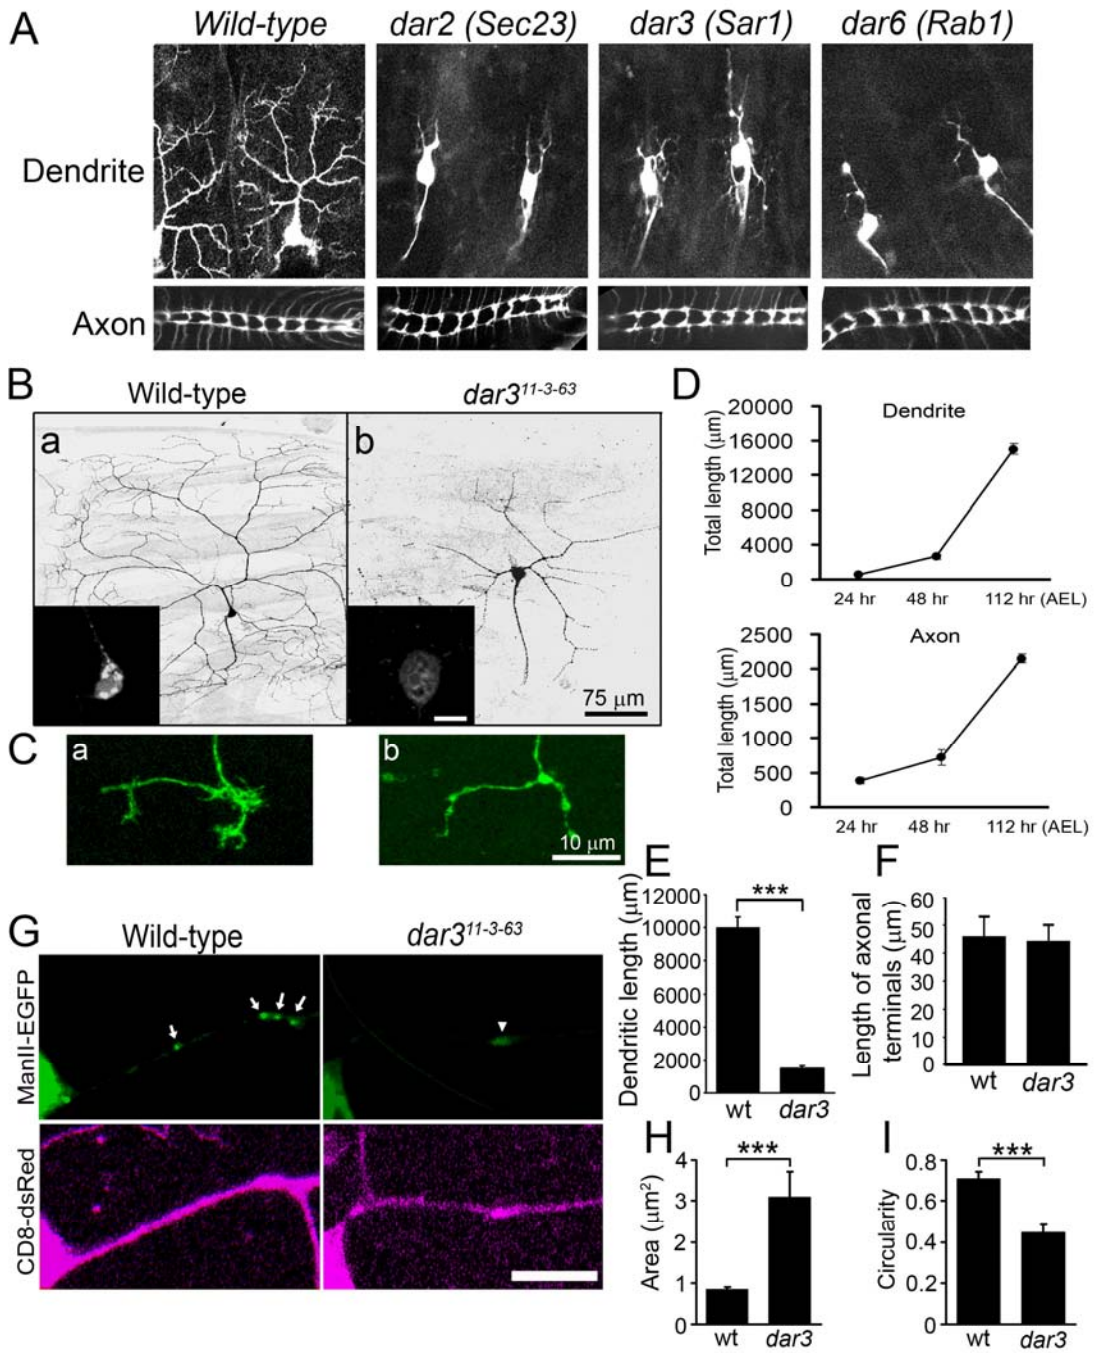 A
Wild-type
dar2 (Sec23)
dar3 (Sar1)
dar6 (Rab1)
Dendrite
Axon
B
Wild-type
dar3¹¹⁻³⁻⁶³
a
b
75 μm
C
a
b
10 μm
D
Dendrite
Total length (μm)
20000
16000
12000
8000
4000
0
24 hr 48 hr 112 hr (AEL)
Axon
Total length (μm)
2500
2000
1500
1000
500
0
24 hr 48 hr 112 hr (AEL)
E
Dendritic length (μm)
12000
10000
8000
6000
4000
2000
0
***
wt dar3
F
Length of axonal
terminals (μm)
60
50
40
30
20
10
0
wt dar3
G
Wild-type
dar3¹¹⁻³⁻⁶³
ManII-EGFP
CD8-dsRed
H
Area (μm²)
4
3
2
1
0
***
wt dar3
I
Circularity
0.8
0.6
0.4
0.2
0
***
wt dar3